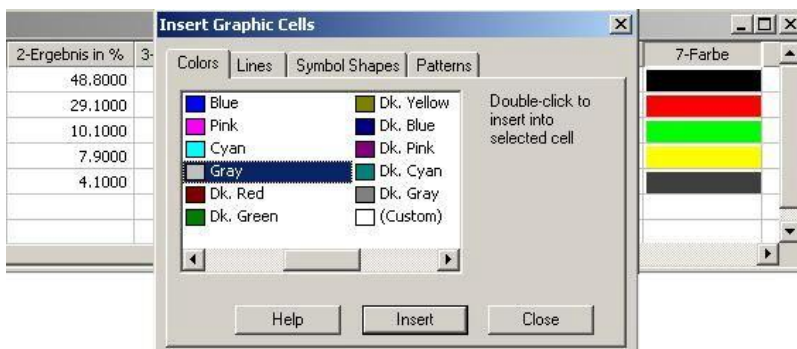 Insert Graphic Cells
2-Ergebnis in %
3-
7-Farbe
48.8000
29.1000
10.1000
7.9000
4.1000
Colors
Lines
Symbol Shapes
Patterns
Blue
Pink
Cyan
Gray
Dk. Red
Dk. Green
Dk. Yellow
Dk. Blue
Dk. Pink
Dk. Cyan
Dk. Gray
(Custom)
Double-click to
insert into
selected cell
Help
Insert
Close